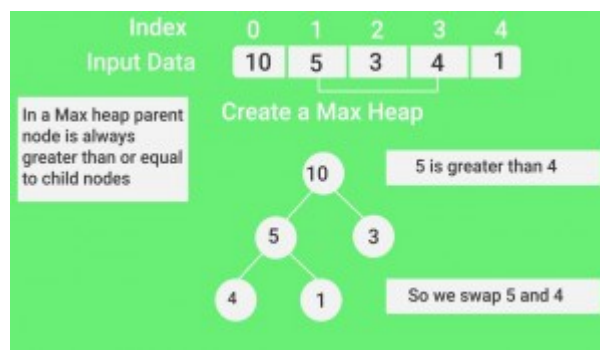 Index 0 1 2 3 4
Input Data 10 5 3 4 1
In a Max heap parent
node is always
greater than or equal
to child nodes
Create a Max Heap
10
5 is greater than 4
5 3
4 1
So we swap 5 and 4